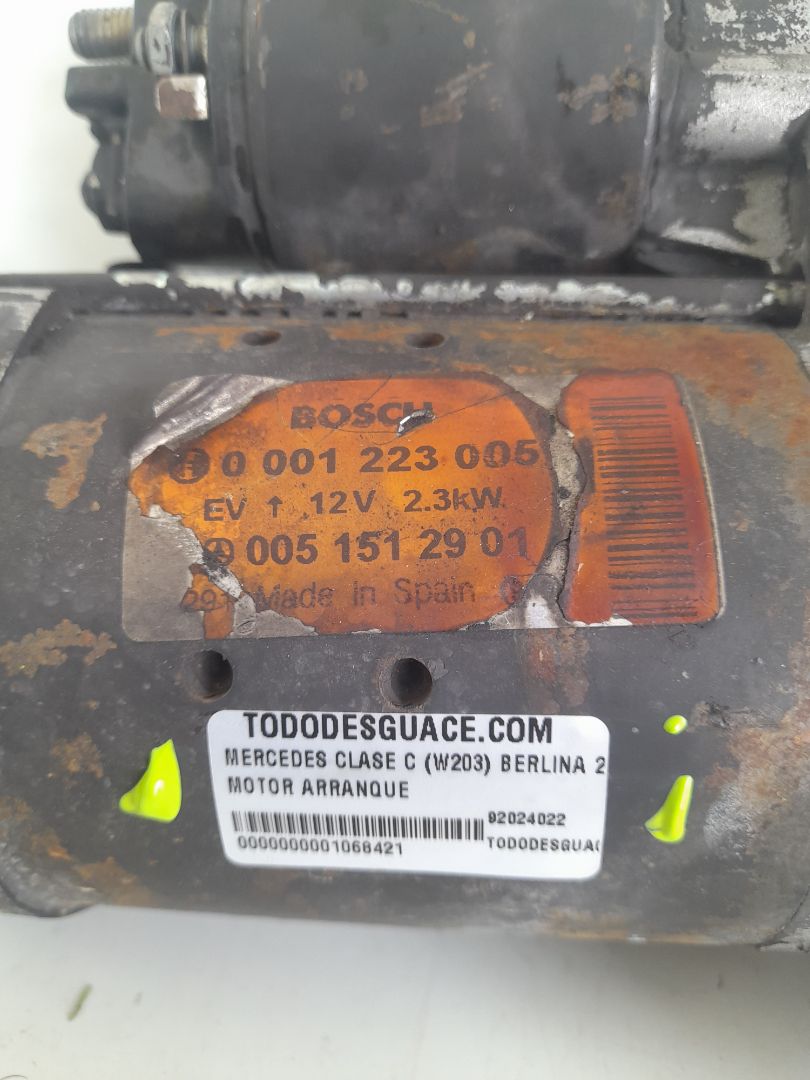 BOSCH
0 001 223 005
EV ↑ 12V 2.3kW
005 151 29 01
Made in Spain
TODODESGUACE.COM
MERCEDES CLASE C (W203) BERLINA 2
MOTOR ARRANQUE
92024022
0000000001068421
TODODESGUA